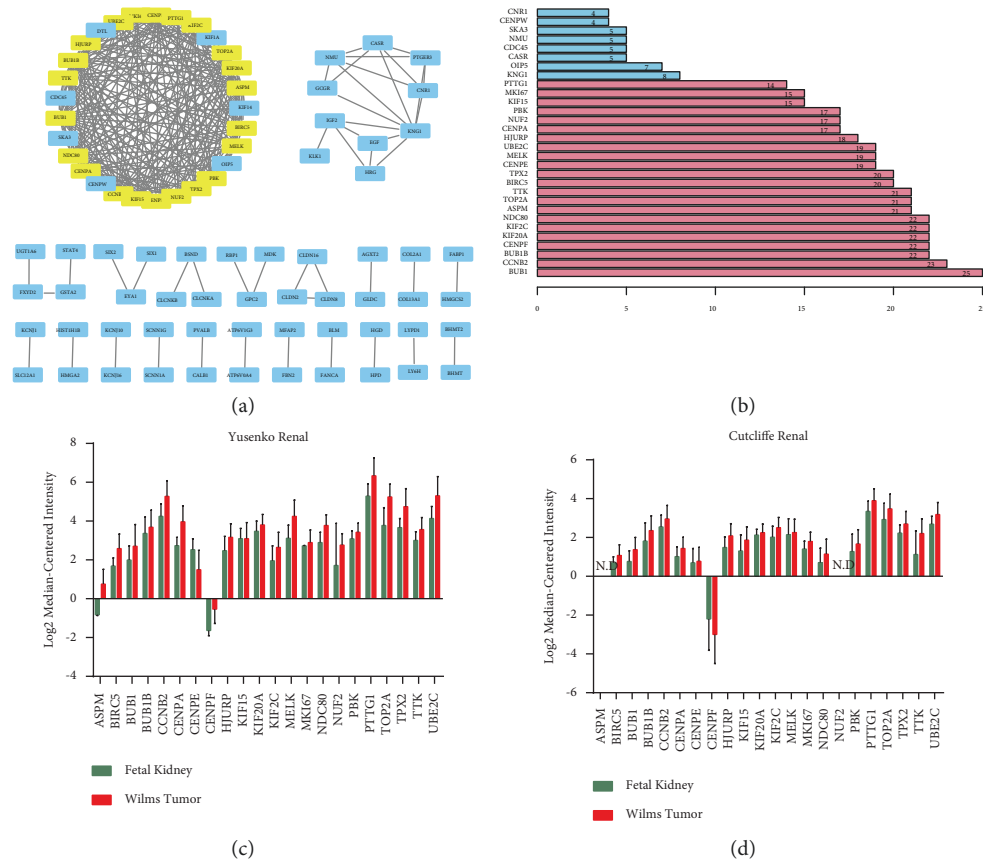 UBE2C
CENP
PTTG1
KIF2C
DTL
KIF1A
HJURP
TOP2A
BUB1B
KIF20A
TTK
ASPM
CDC45
KIF14
BUB1
BIRC5
SKA3
MELK
NDC80
OIP5
CENPA
PBK
CENPW
TPX2
CCNE
KIF15
ENP
NUF2
CASR
NMU
PTGER3
GCGR
CNR1
IGF2
KNG1
EGF
KLK3
HRG
UGT1A6
STAT4
SIX2
SIX1
BSND
MDK
CLDN16
AGXT2
COL2A1
FABP1
FXYD2
GSTA2
EYA1
CLCNKB
CLCNKA
GPC2
CLDN2
CLDN8
GLDC
COL13A1
HMGCS2
KCNJ1
HIST1H1B
KCNJ10
SCNN1G
PVALB
ATP6V1G3
MFAP2
BLM
HGD
LYPD1
BHMT2
SLC12A1
HMGA2
KCNJ16
SCNN1A
CALB1
ATP6V0A4
FBN2
FANCA
HPD
LY6H
BHMT
(a)
CNR1 4
CENPW 4
SKA3 5
NMU 5
CDC45 5
CASR 5
OIP5 7
KNG1 8
PTTG1 14
MKI67 15
KIF15 15
PBK 17
NUF2 17
CENPA 17
HJURP 18
UBE2C 19
MELK 19
CENPE 19
TPX2 20
BIRC5 20
TTK 21
TOP2A 21
ASPM 21
NDC80 22
KIF2C 22
KIF20A 22
CENPF 22
BUB1B 22
CCNB2 23
BUB1 25
0 5 10 15 20 25
(b)
Yusenko Renal
Log2 Median-Centered Intensity
8
6
4
2
0
-2
-4
ASPM
BIRC5
BUB1
BUB1B
CCNB2
CENPA
CENPE
CENPF
HJURP
KIF15
KIF20A
KIF2C
MELK
MKI67
NDC80
NUF2
PBK
PTTG1
TOP2A
TPX2
TTK
UBE2C
Fetal Kidney
Wilms Tumor
(c)
Cutcliffe Renal
Log2 Median-Centered Intensity
6
4
2
0
-2
-4
-6
N.D
N.D
ASPM
BIRC5
BUB1
BUB1B
CCNB2
CENPA
CENPE
CENPF
HJURP
KIF15
KIF20A
KIF2C
MELK
MKI67
NDC80
NUF2
PBK
PTTG1
TOP2A
TPX2
TTK
UBE2C
Fetal Kidney
Wilms Tumor
(d)